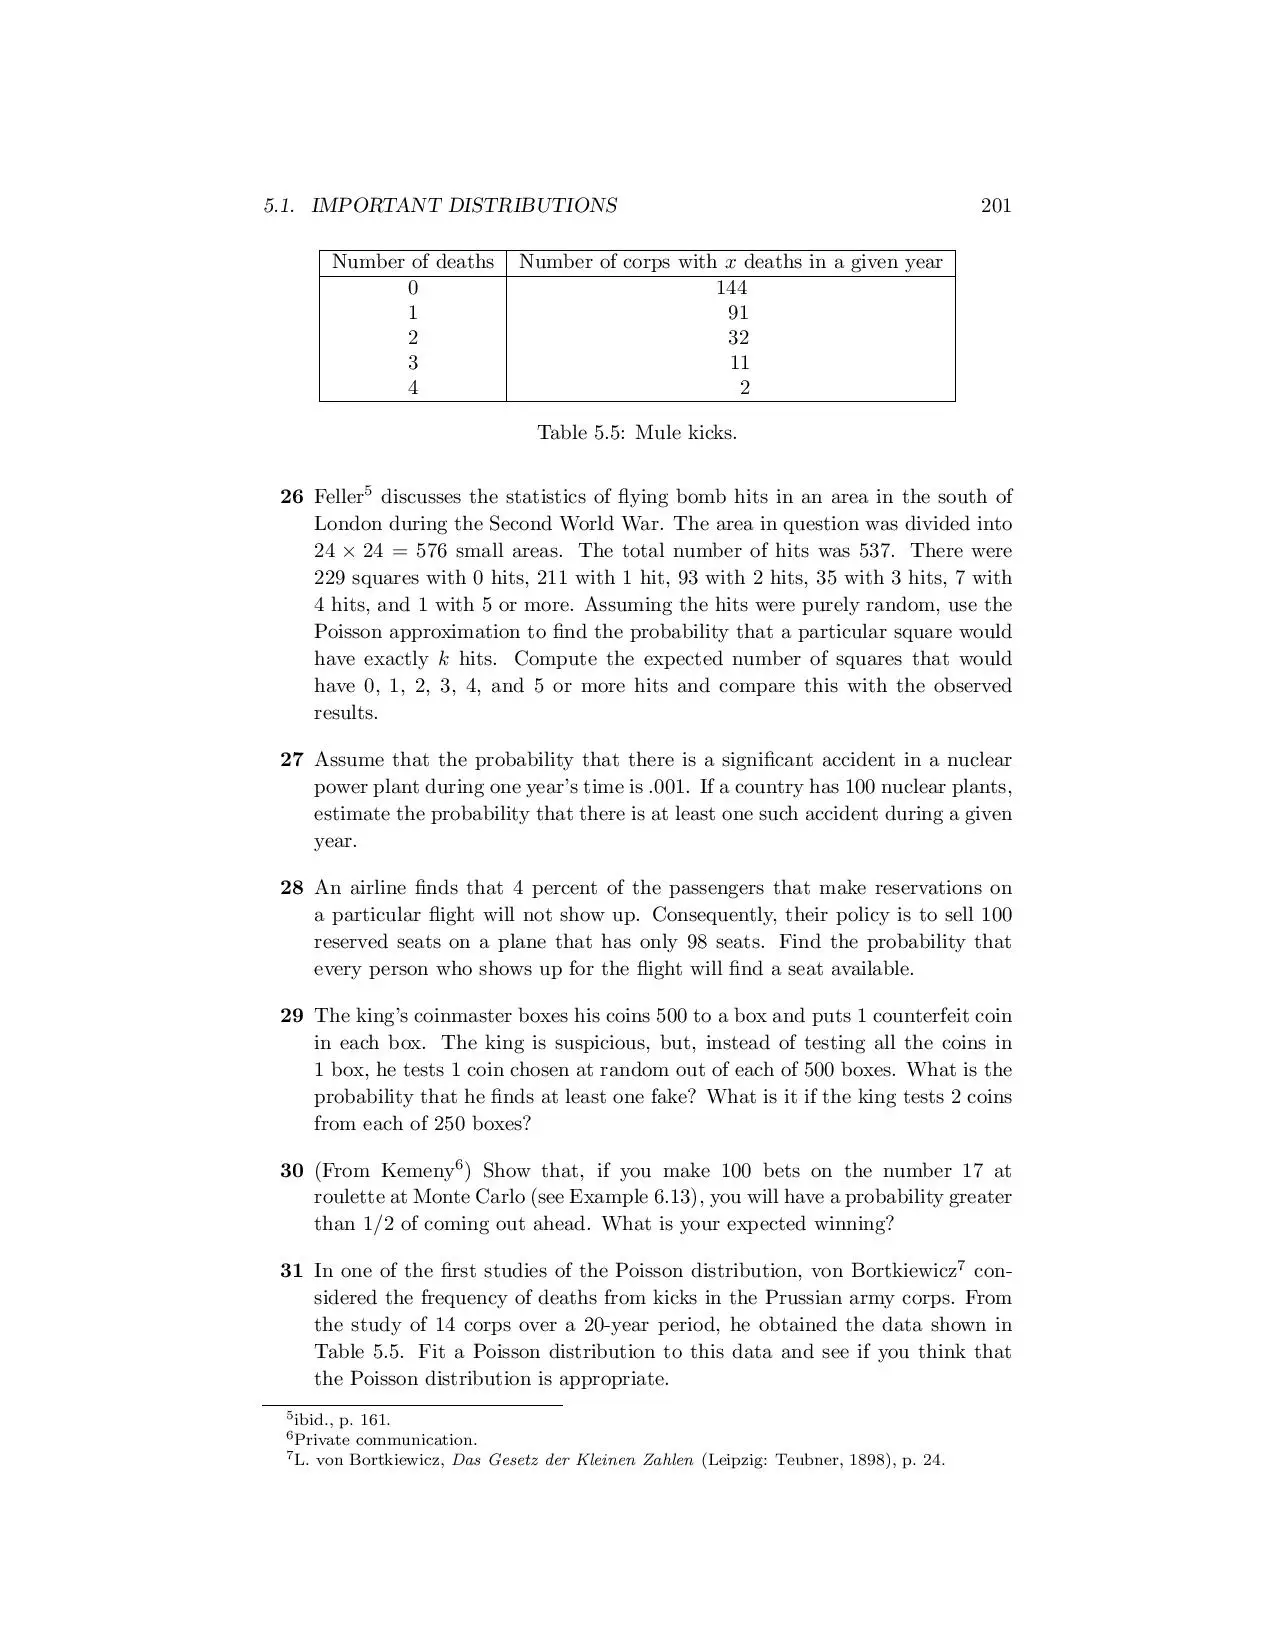 5.1. IMPORTANT DISTRIBUTIONS 201
Number of deaths Number of corps with x deaths in a given year
0 144
1 91
2 32
3 11
4 2
Table 5.5: Mule kicks.
26 Feller5 discusses the statistics of flying bomb hits in an area in the south of
London during the Second World War. The area in question was divided into
24 × 24 = 576 small areas. The total number of hits was 537. There were
229 squares with 0 hits, 211 with 1 hit, 93 with 2 hits, 35 with 3 hits, 7 with
4 hits, and 1 with 5 or more. Assuming the hits were purely random, use the
Poisson approximation to find the probability that a particular square would
have exactly k hits. Compute the expected number of squares that would
have 0, 1, 2, 3, 4, and 5 or more hits and compare this with the observed
results.
27 Assume that the probability that there is a significant accident in a nuclear
power plant during one year's time is .001. If a country has 100 nuclear plants,
estimate the probability that there is at least one such accident during a given
year.
28 An airline finds that 4 percent of the passengers that make reservations on
a particular flight will not show up. Consequently, their policy is to sell 100
reserved seats on a plane that has only 98 seats. Find the probability that
every person who shows up for the flight will find a seat available.
29 The king's coinmaster boxes his coins 500 to a box and puts 1 counterfeit coin
in each box. The king is suspicious, but, instead of testing all the coins in
1 box, he tests 1 coin chosen at random out of each of 500 boxes. What is the
probability that he finds at least one fake? What is it if the king tests 2 coins
from each of 250 boxes?
30 (From Kemeny6) Show that, if you make 100 bets on the number 17 at
roulette at Monte Carlo (see Example 6.13), you will have a probability greater
than 1/2 of coming out ahead. What is your expected winning?
31 In one of the first studies of the Poisson distribution, von Bortkiewicz7 con-
sidered the frequency of deaths from kicks in the Prussian army corps. From
the study of 14 corps over a 20-year period, he obtained the data shown in
Table 5.5. Fit a Poisson distribution to this data and see if you think that
the Poisson distribution is appropriate.
5ibid., p. 161.
6Private communication.
7L. von Bortkiewicz, Das Gesetz der Kleinen Zahlen (Leipzig: Teubner, 1898), p. 24.